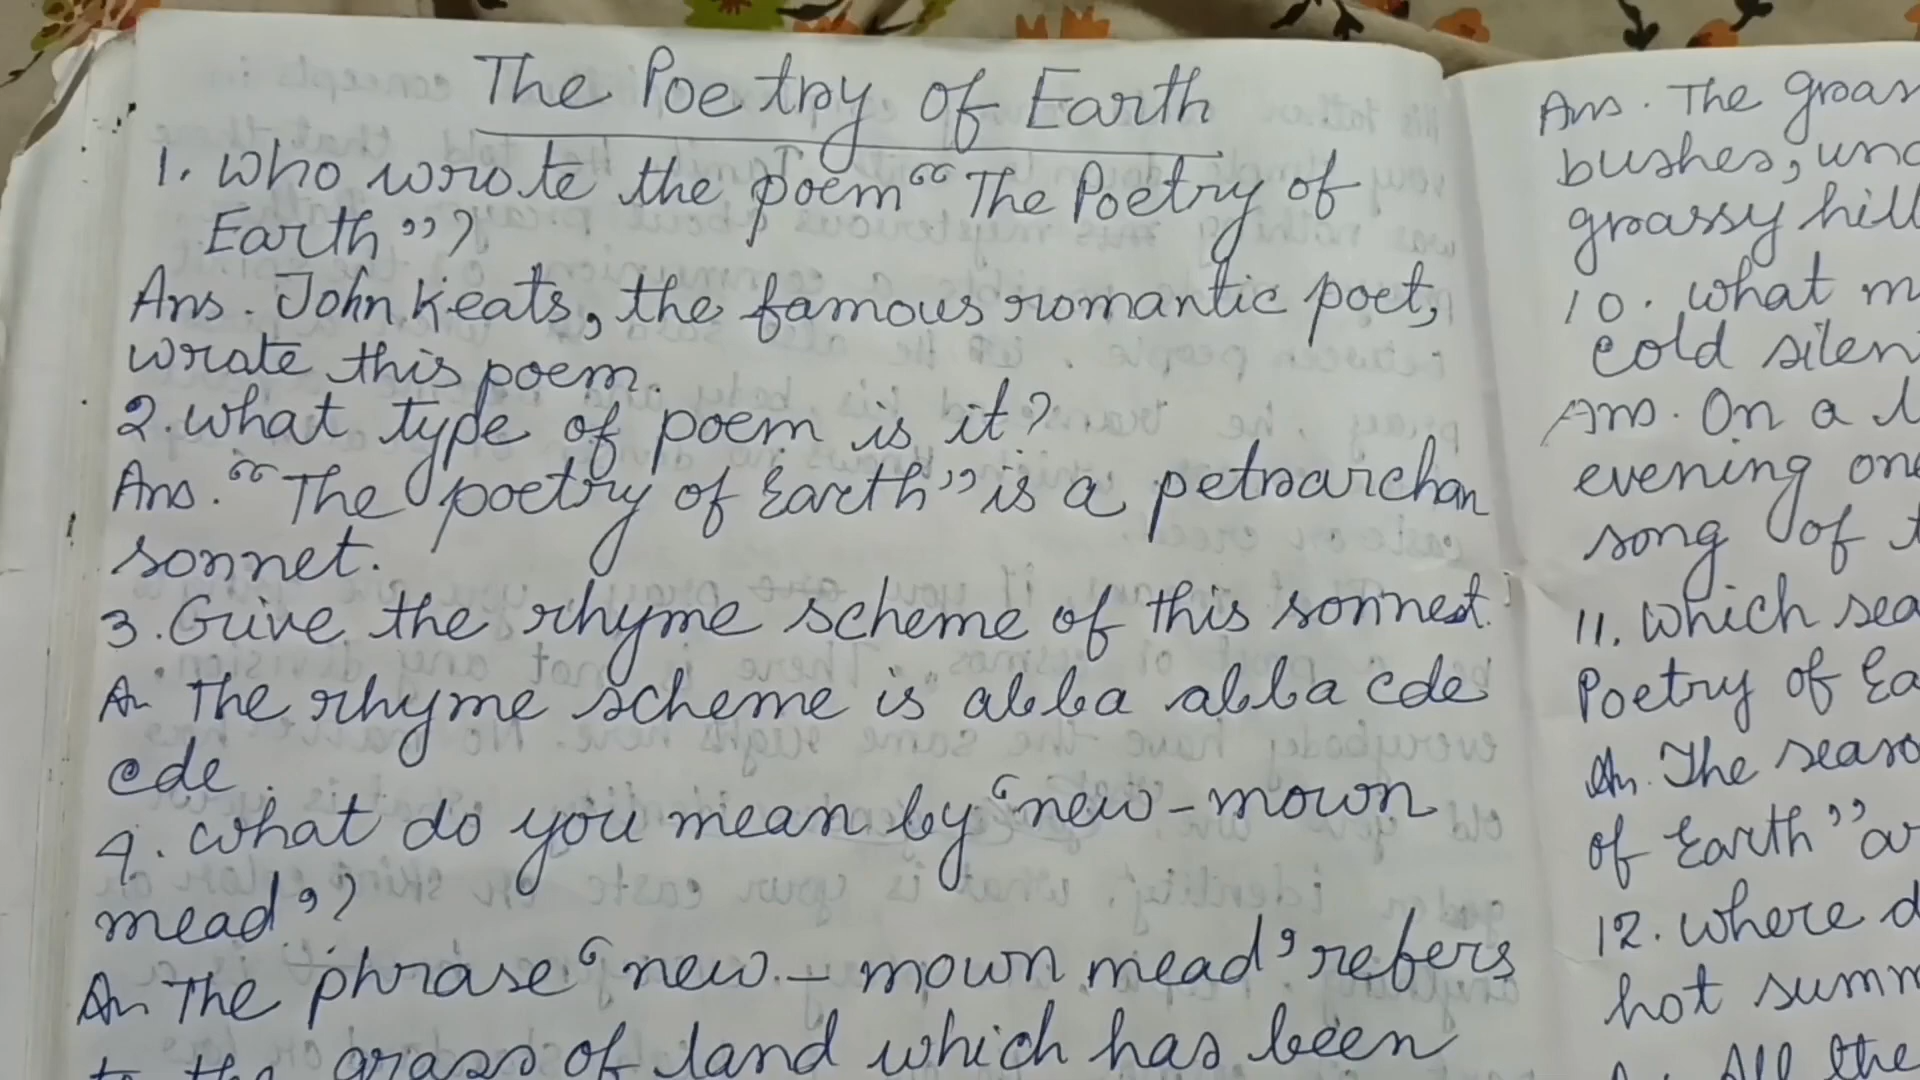 The Poetry of Earth
1. Who wrote the poem "The Poetry of
Earth"?
Ans. John Keats, the famous romantic poet,
wrote this poem.
2. what type of poem is it?
Ans. "The poetry of Earth" is a petrarchan
sonnet.
3. Give the rhyme scheme of this sonnet.
An The rhyme scheme is abba abba cde
cde.
4. What do you mean by 'new-mown
mead'?
An The phrase 'new - mown mead' refers
to the grass of land which has been
Ans. The
bushes,
grassy
10. what
cold
Ans. On a
evening
song of
11. Which
Poetry of
An. The
of Earth"
12. where
hot
All the